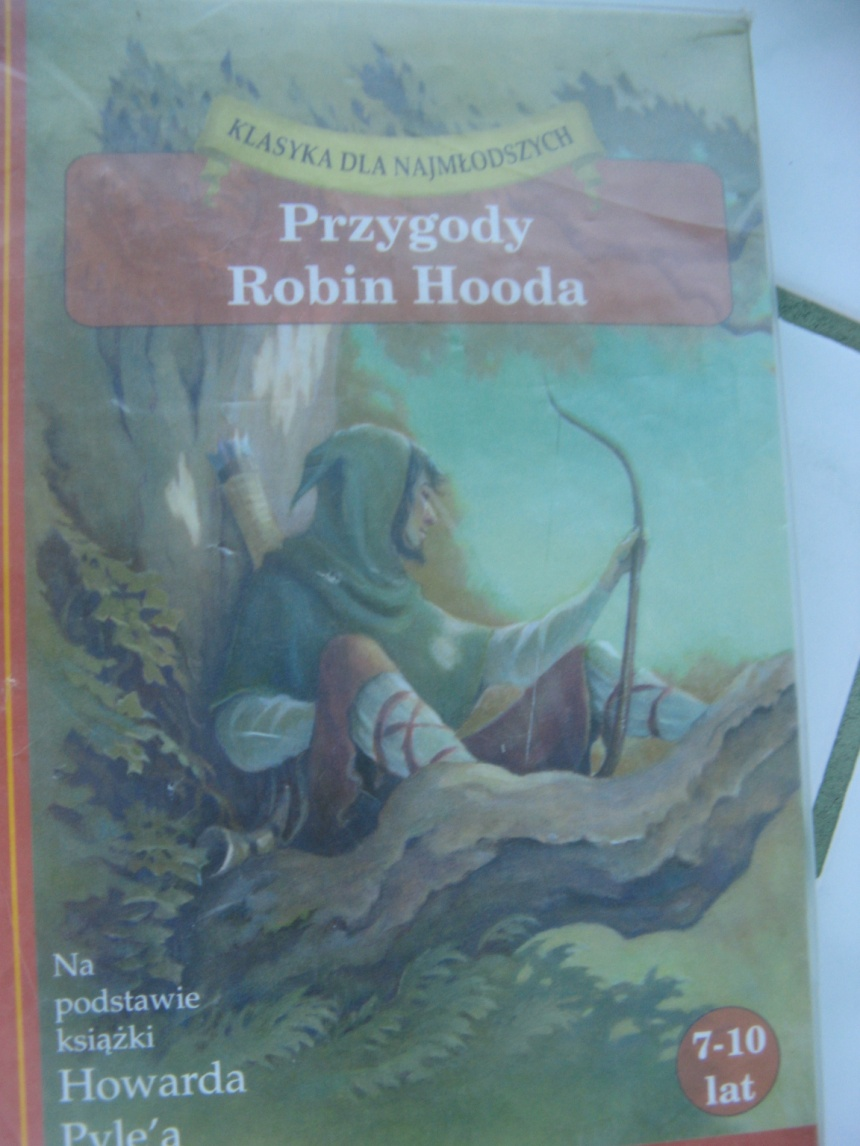 KLASYKA DLA NAJMŁODSZYCH
Przygody
Robin Hooda
Na
podstawie
książki
Howarda
Pyle'a
7-10
lat